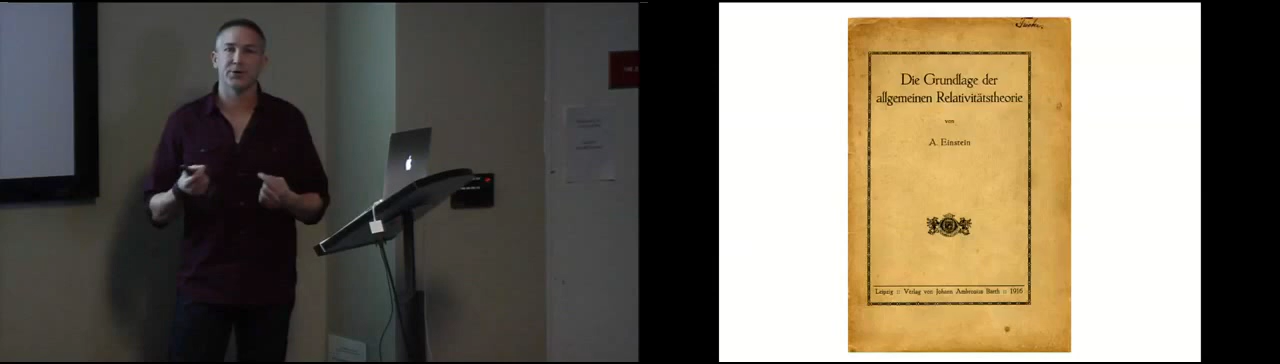 Die Grundlage der
allgemeinen Relativitätstheorie
von
A. Einstein
Leipzig :: Verlag von Johann Ambrosius Barth :: 1916